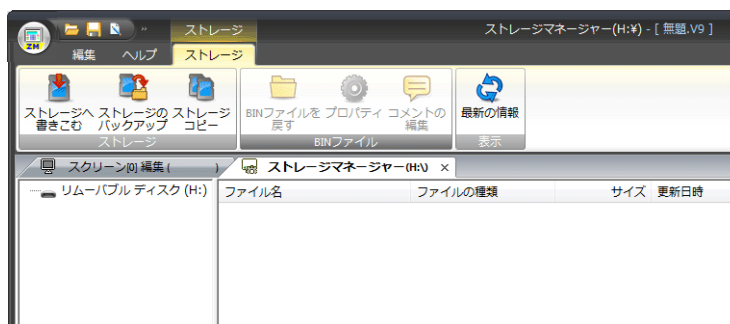 » ストレージ ストレージマネージャー(H:¥) - [ 無題.V9 ]
ZM 編集 ヘルプ ストレージ
ストレージへ書きこむ
ストレージのバックアップ
ストレージコピー
BINファイルを戻す
プロパティ
コメントの編集
最新の情報
ストレージ BINファイル 表示
スクリーン[0] 編集 ( ) ストレージマネージャー(H:\) ×
リムーバブル ディスク (H:) ファイル名 ファイルの種類 サイズ 更新日時